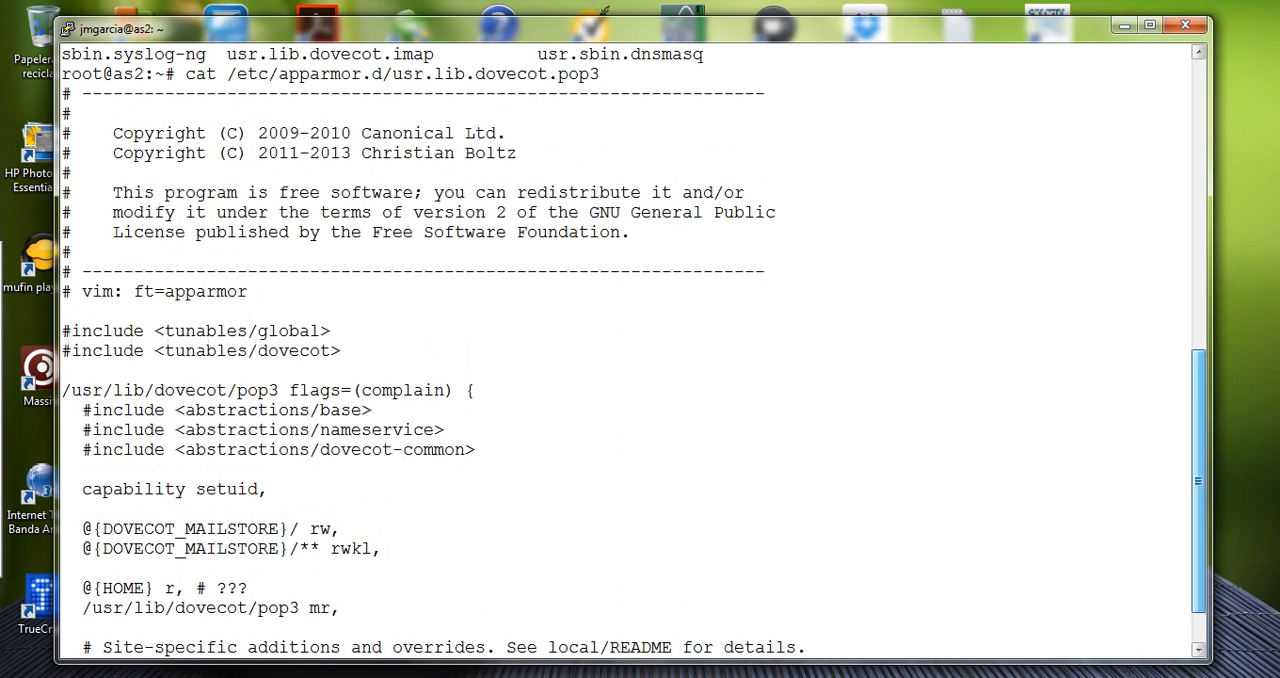 jmgarcia@as2: ~
sbin.syslog-ng  usr.lib.dovecot.imap          usr.sbin.dnsmasq
root@as2:~# cat /etc/apparmor.d/usr.lib.dovecot.pop3
# ------------------------------------------------------------------
#
#    Copyright (C) 2009-2010 Canonical Ltd.
#    Copyright (C) 2011-2013 Christian Boltz
#
#    This program is free software; you can redistribute it and/or
#    modify it under the terms of version 2 of the GNU General Public
#    License published by the Free Software Foundation.
#
# ------------------------------------------------------------------
# vim: ft=apparmor
#include <tunables/global>
#include <tunables/dovecot>
/usr/lib/dovecot/pop3 flags=(complain) {
  #include <abstractions/base>
  #include <abstractions/nameservice>
  #include <abstractions/dovecot-common>
  capability setuid,
  @{DOVECOT_MAILSTORE}/ rw,
  @{DOVECOT_MAILSTORE}/** rwkl,
  @{HOME} r, # ???
  /usr/lib/dovecot/pop3 mr,
  # Site-specific additions and overrides. See local/README for details.
Papelera
recicla
HP Photo
Essentia
mufin play
Massi
Internet
Banda An
TrueCr